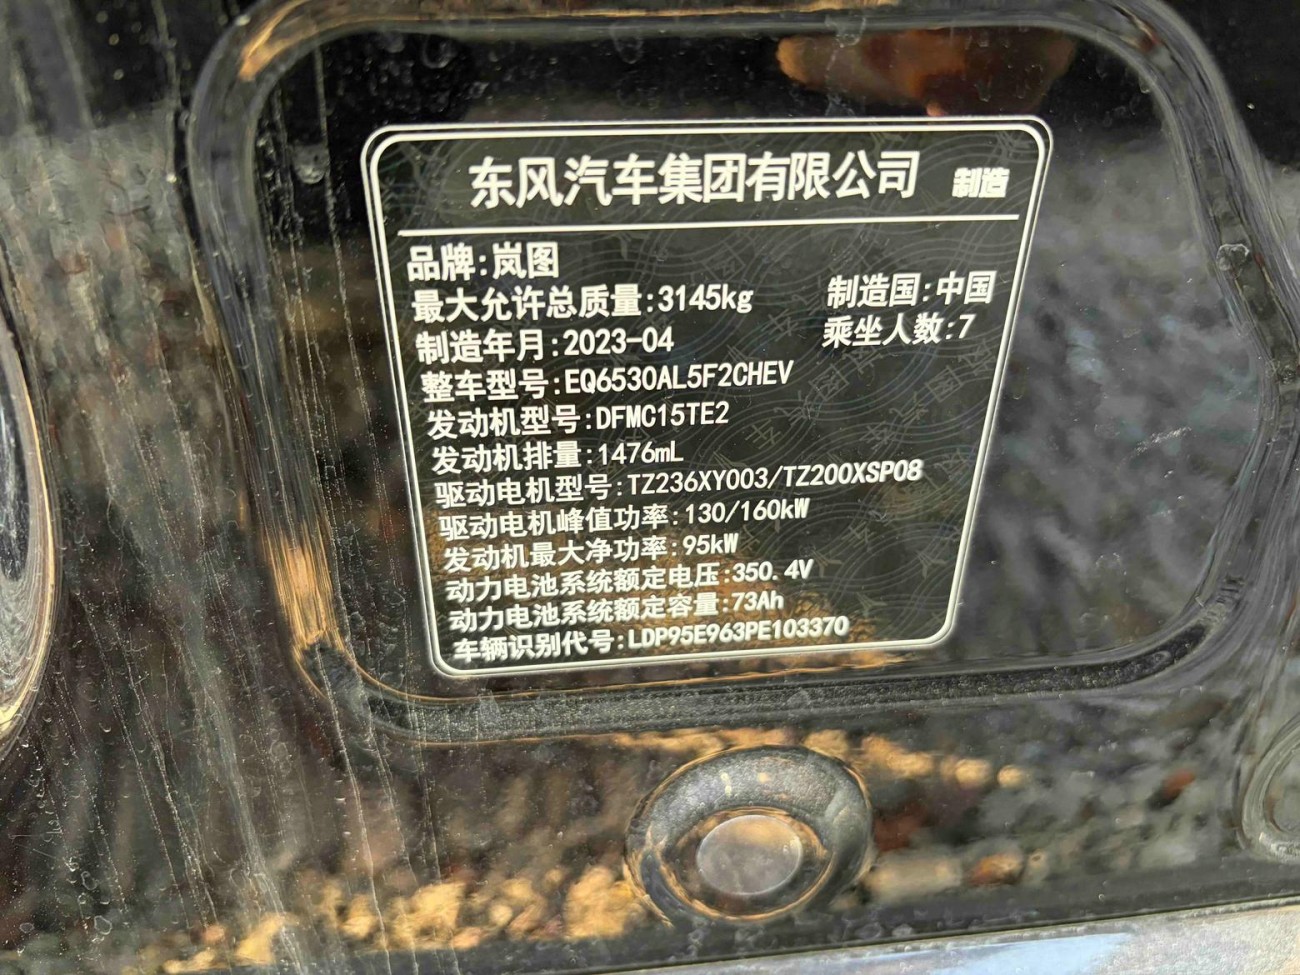 东风汽车集团有限公司 制造
品牌:岚图
最大允许总质量:3145kg 制造国:中国
制造年月:2023-04 乘坐人数:7
整车型号:EQ6530AL5F2CHEV
发动机型号:DFMC15TE2
发动机排量:1476mL
驱动电机型号:TZ236XY003/TZ200XSP08
驱动电机峰值功率:130/160kW
发动机最大净功率:95kW
动力电池系统额定电压:350.4V
动力电池系统额定容量:73Ah
车辆识别代号:LDP95E963PE103370